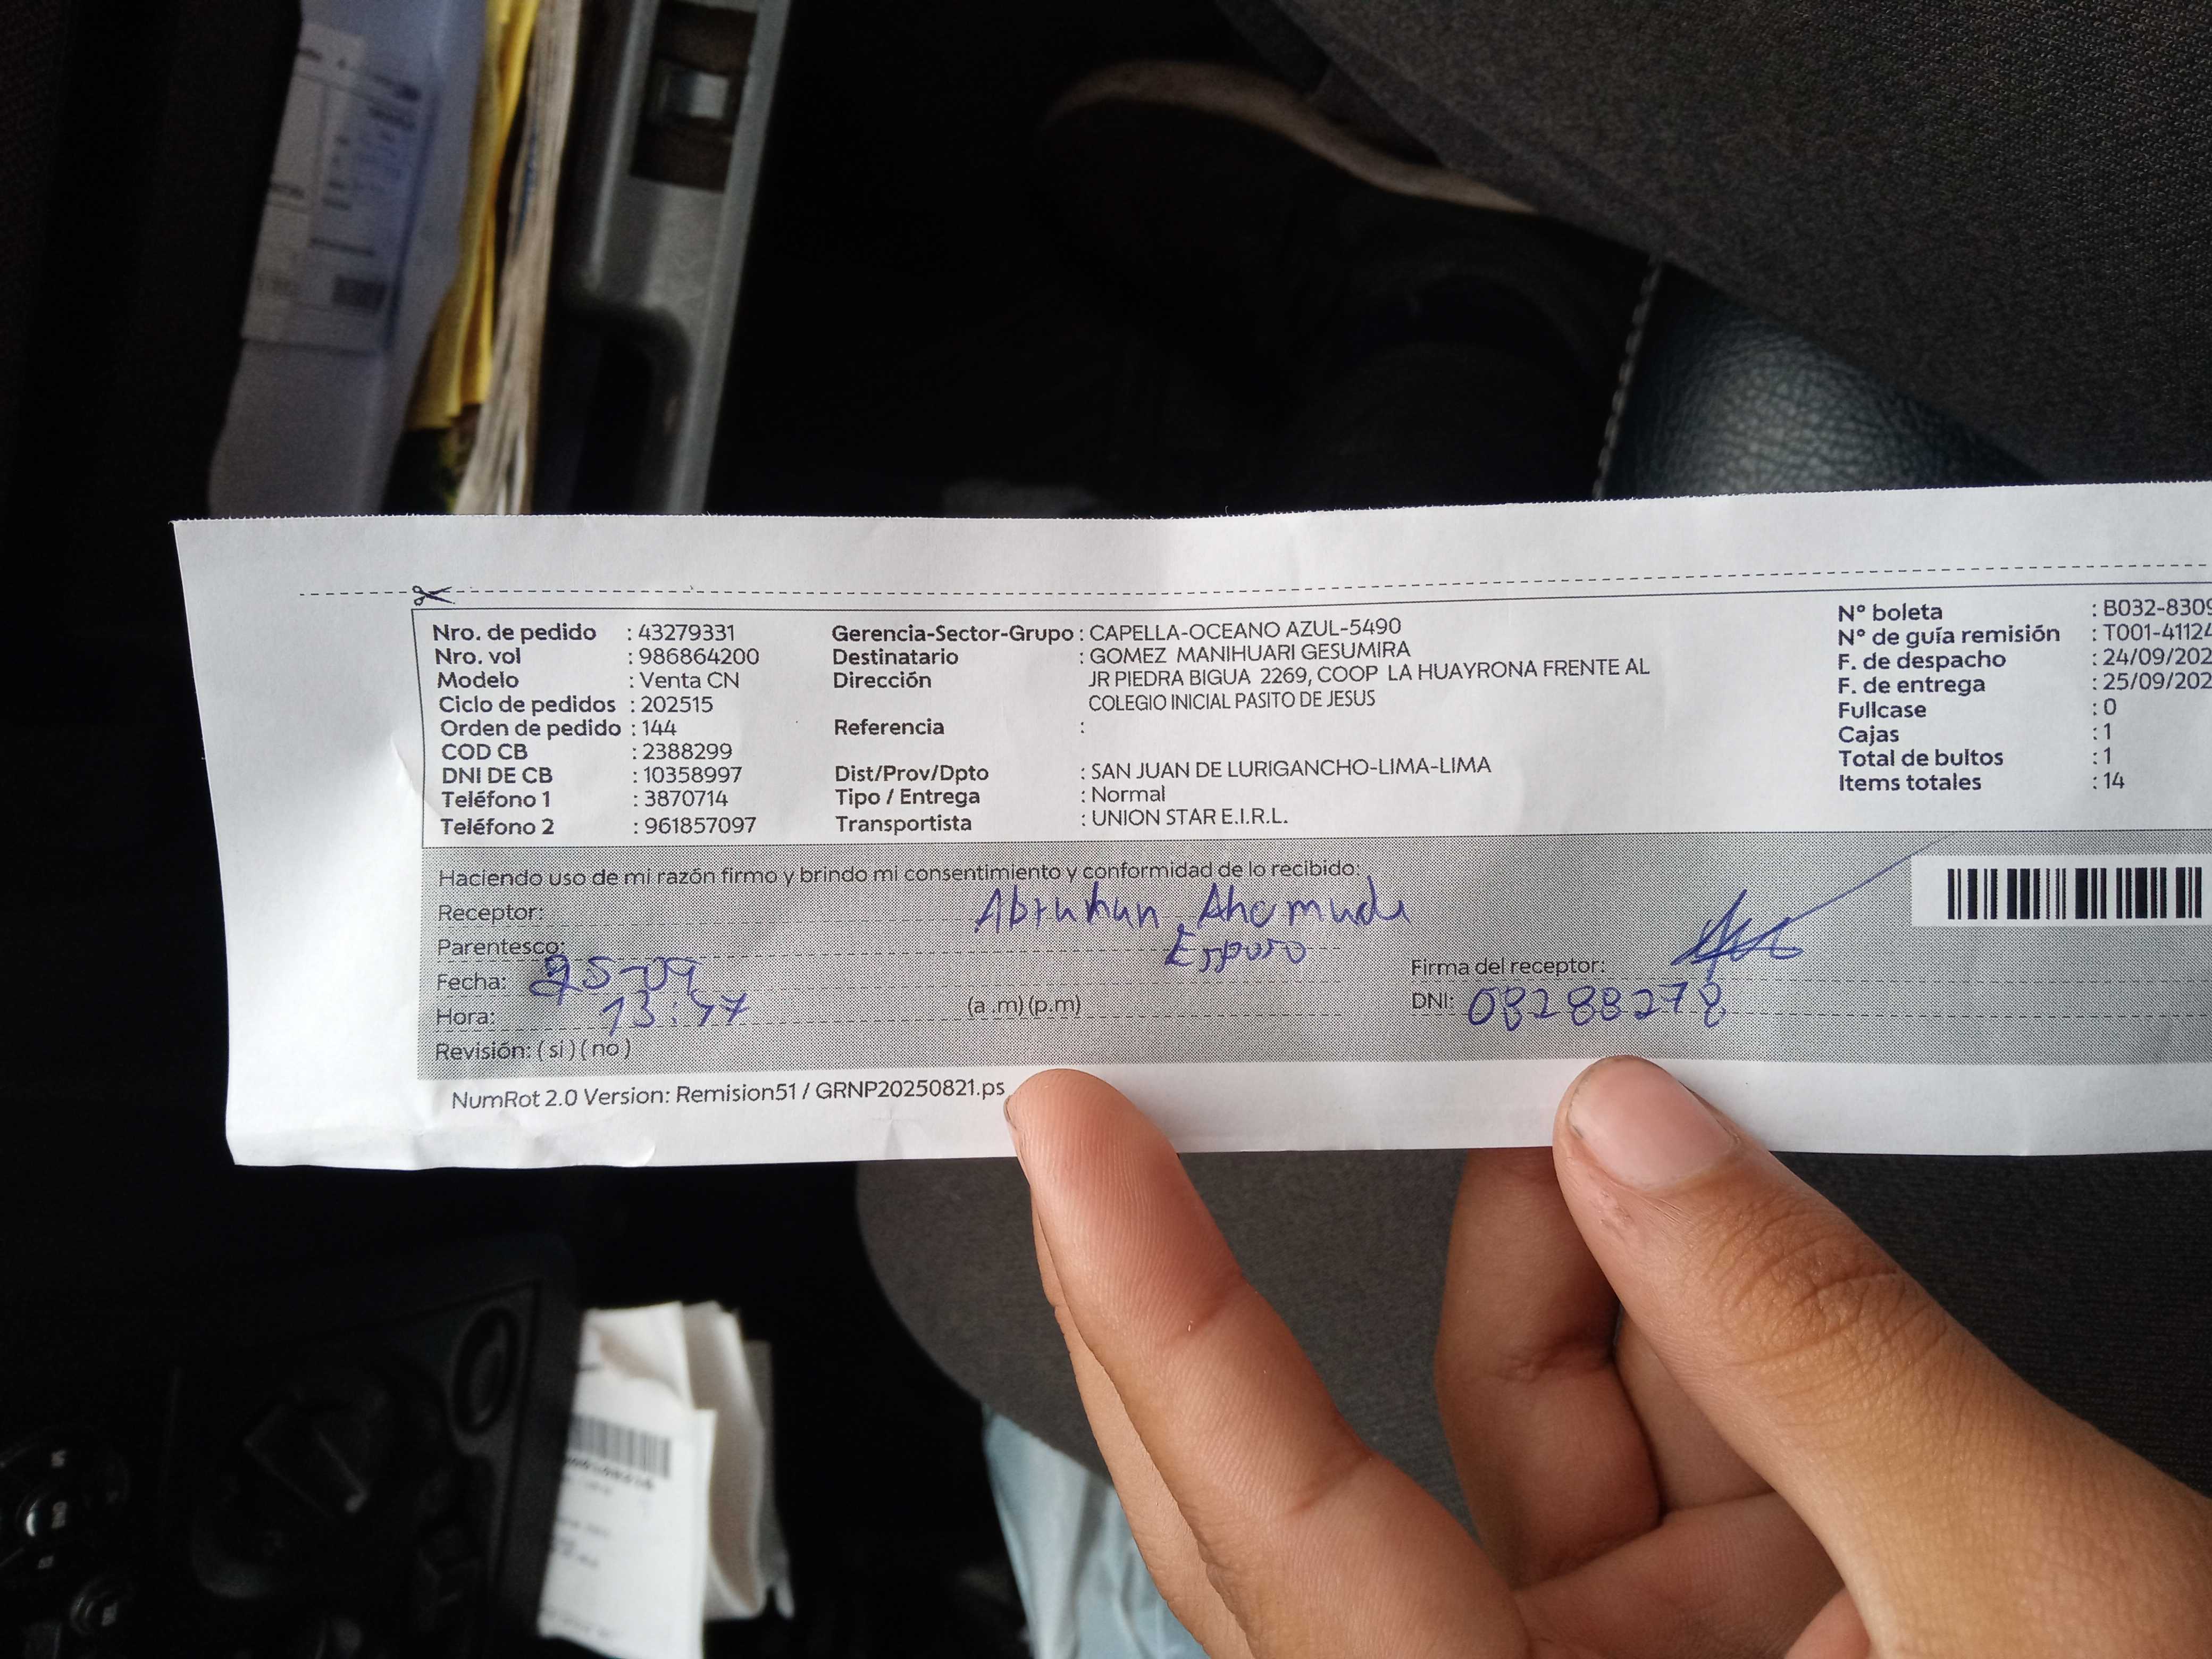 Nro. de pedido : 43279331
Nro. vol : 986864200
Modelo : Venta CN
Ciclo de pedidos : 202515
Orden de pedido : 144
COD CB : 2388299
DNI DE CB : 10358997
Teléfono 1 : 3870714
Teléfono 2 : 961857097
Gerencia-Sector-Grupo : CAPELLA-OCEANO AZUL-5490
Destinatario : GOMEZ MANIHUARI GESUMIRA
Dirección JR PIEDRA BIGUA 2269, COOP LA HUAYRONA FRENTE AL
COLEGIO INICIAL PASITO DE JESUS
Referencia :
Dist/Prov/Dpto : SAN JUAN DE LURIGANCHO-LIMA-LIMA
Tipo / Entrega : Normal
Transportista : UNION STAR E.I.R.L.
N° boleta : B032-8309
N° de guía remisión : T001-41124
F. de despacho : 24/09/202
F. de entrega : 25/09/202
Fullcase : 0
Cajas : 1
Total de bultos : 1
Items totales : 14
Haciendo uso de mi razón firmo y brindo mi consentimiento y conformidad de lo recibido:
Receptor: Abruhun
Parentesco: Esposo
Fecha: 25-09
Hora: 13:47 (a .m) (p.m)
Revisión: ( si ) ( no )
Firma del receptor:
DNI: 08288278
NumRot 2.0 Version: Remision51 / GRNP20250821.ps